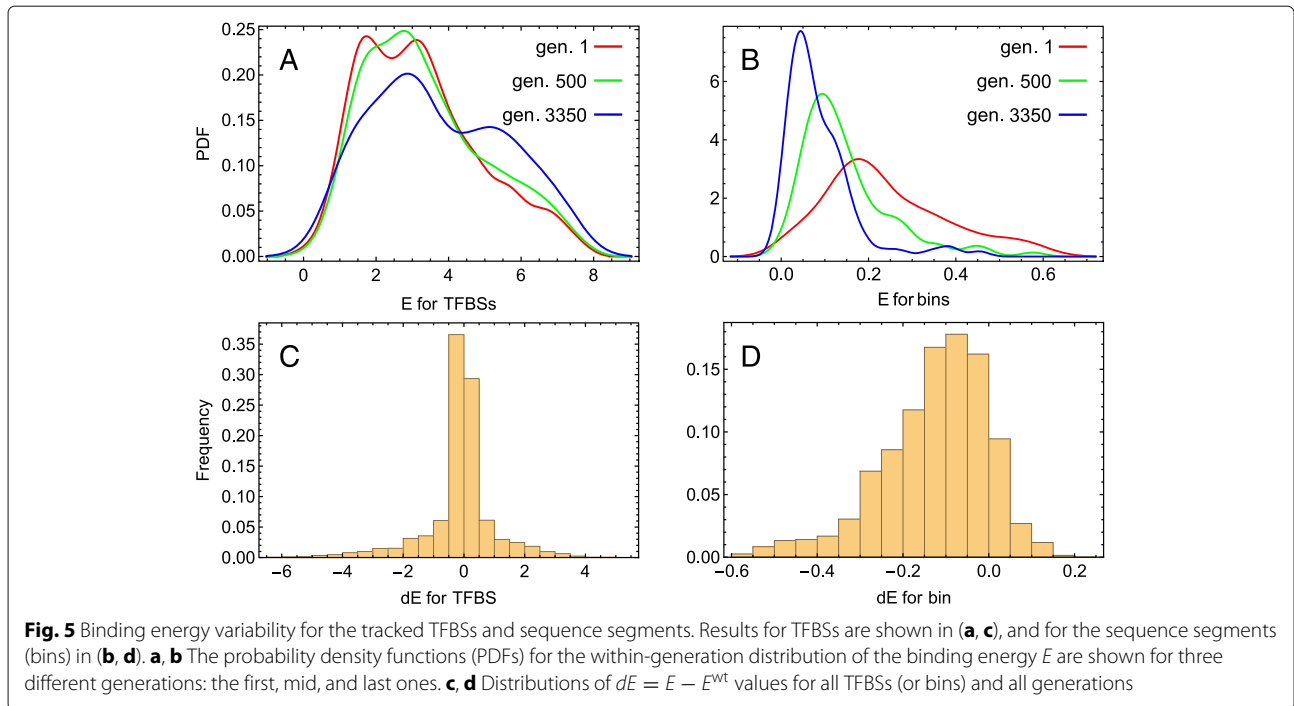 A
gen. 1
gen. 500
gen. 3350
PDF
0.25
0.20
0.15
0.10
0.05
0.00
0 2 4 6 8
E for TFBSs
B
gen. 1
gen. 500
gen. 3350
6
4
2
0
0.0 0.2 0.4 0.6
E for bins
C
Frequency
0.35
0.30
0.25
0.20
0.15
0.10
0.05
0.00
−6 −4 −2 0 2 4
dE for TFBS
D
0.15
0.10
0.05
0.00
−0.6 −0.4 −0.2 0.0 0.2
dE for bin
Fig. 5 Binding energy variability for the tracked TFBSs and sequence segments. Results for TFBSs are shown in (a, c), and for the sequence segments
(bins) in (b, d). a, b The probability density functions (PDFs) for the within-generation distribution of the binding energy E are shown for three
different generations: the first, mid, and last ones. c, d Distributions of dE = E − E^wt values for all TFBSs (or bins) and all generations